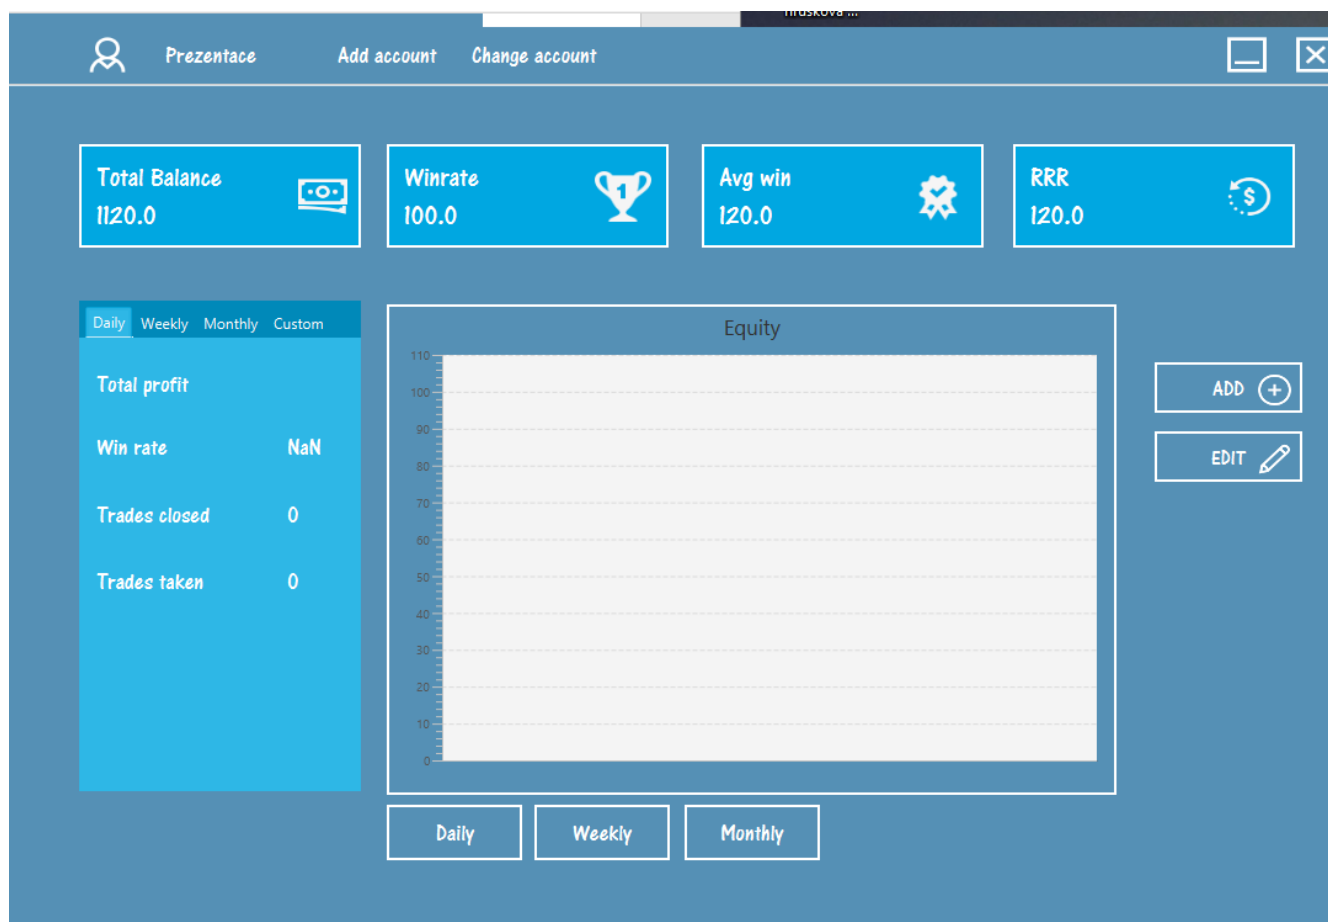 hruskova ...
Prezentace Add account Change account
Total Balance
1120.0
Winrate
100.0
1
Avg win
120.0
RRR
120.0
$
Daily Weekly Monthly Custom
Total profit
Win rate NaN
Trades closed 0
Trades taken 0
Equity
110
100
90
80
70
60
50
40
30
20
10
0
ADD
EDIT
Daily Weekly Monthly